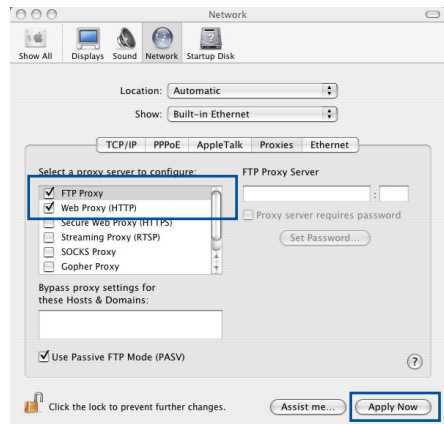 Network
Show All Displays Sound Network Startup Disk
Location: Automatic
Show: Built-in Ethernet
TCP/IP PPPoE AppleTalk Proxies Ethernet
Select a proxy server to configure: FTP Proxy Server
FTP Proxy
Web Proxy (HTTP) :
Secure Web Proxy (HTTPS) Proxy server requires password
Streaming Proxy (RTSP) Set Password...
SOCKS Proxy
Gopher Proxy
Bypass proxy settings for
these Hosts & Domains:
Use Passive FTP Mode (PASV) ?
Click the lock to prevent further changes. Assist me... Apply Now